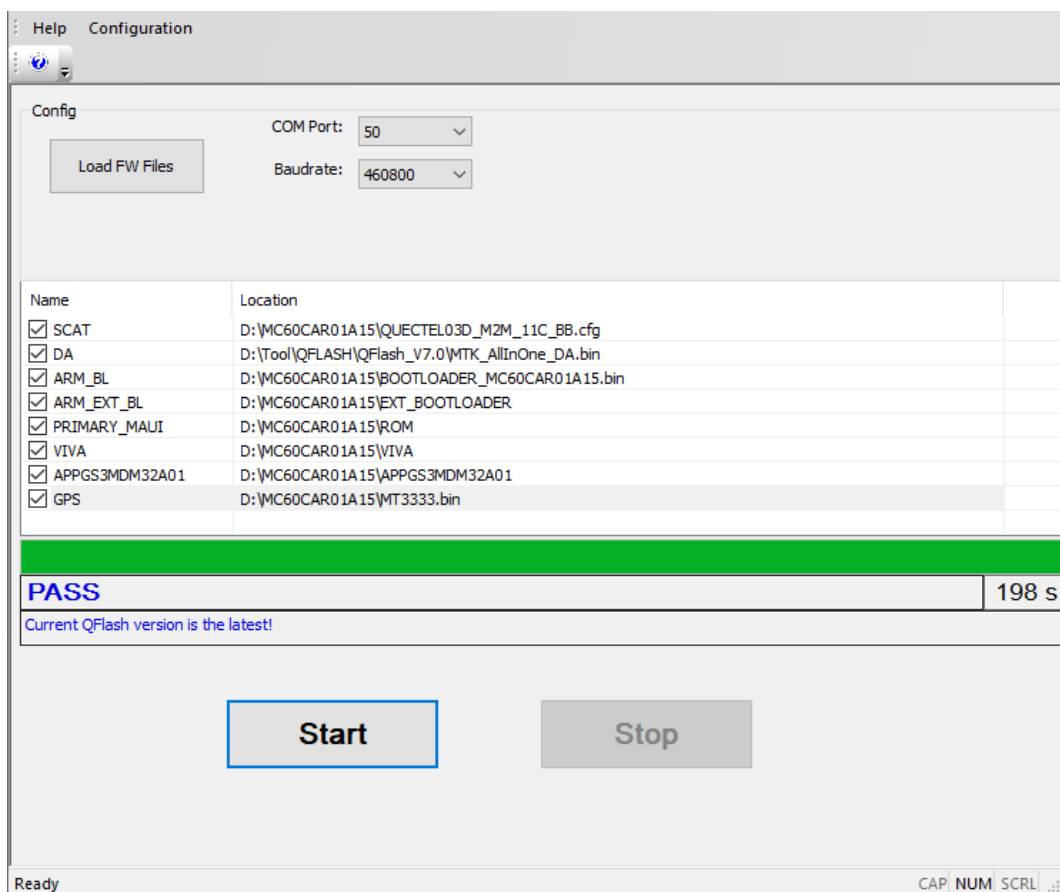 Help Configuration
Config
COM Port: 50
Load FW Files
Baudrate: 460800
Name Location
SCAT D:\MC60CAR01A15\QUECTEL03D_M2M_11C_BB.cfg
DA D:\Tool\QFLASH\QFlash_V7.0\MTK_AllInOne_DA.bin
ARM_BL D:\MC60CAR01A15\BOOTLOADER_MC60CAR01A15.bin
ARM_EXT_BL D:\MC60CAR01A15\EXT_BOOTLOADER
PRIMARY_MAUI D:\MC60CAR01A15\ROM
VIVA D:\MC60CAR01A15\VIVA
APPGS3MDM32A01 D:\MC60CAR01A15\APPGS3MDM32A01
GPS D:\MC60CAR01A15\MT3333.bin
PASS 198 s
Current QFlash version is the latest!
Start Stop
Ready CAP NUM SCRL